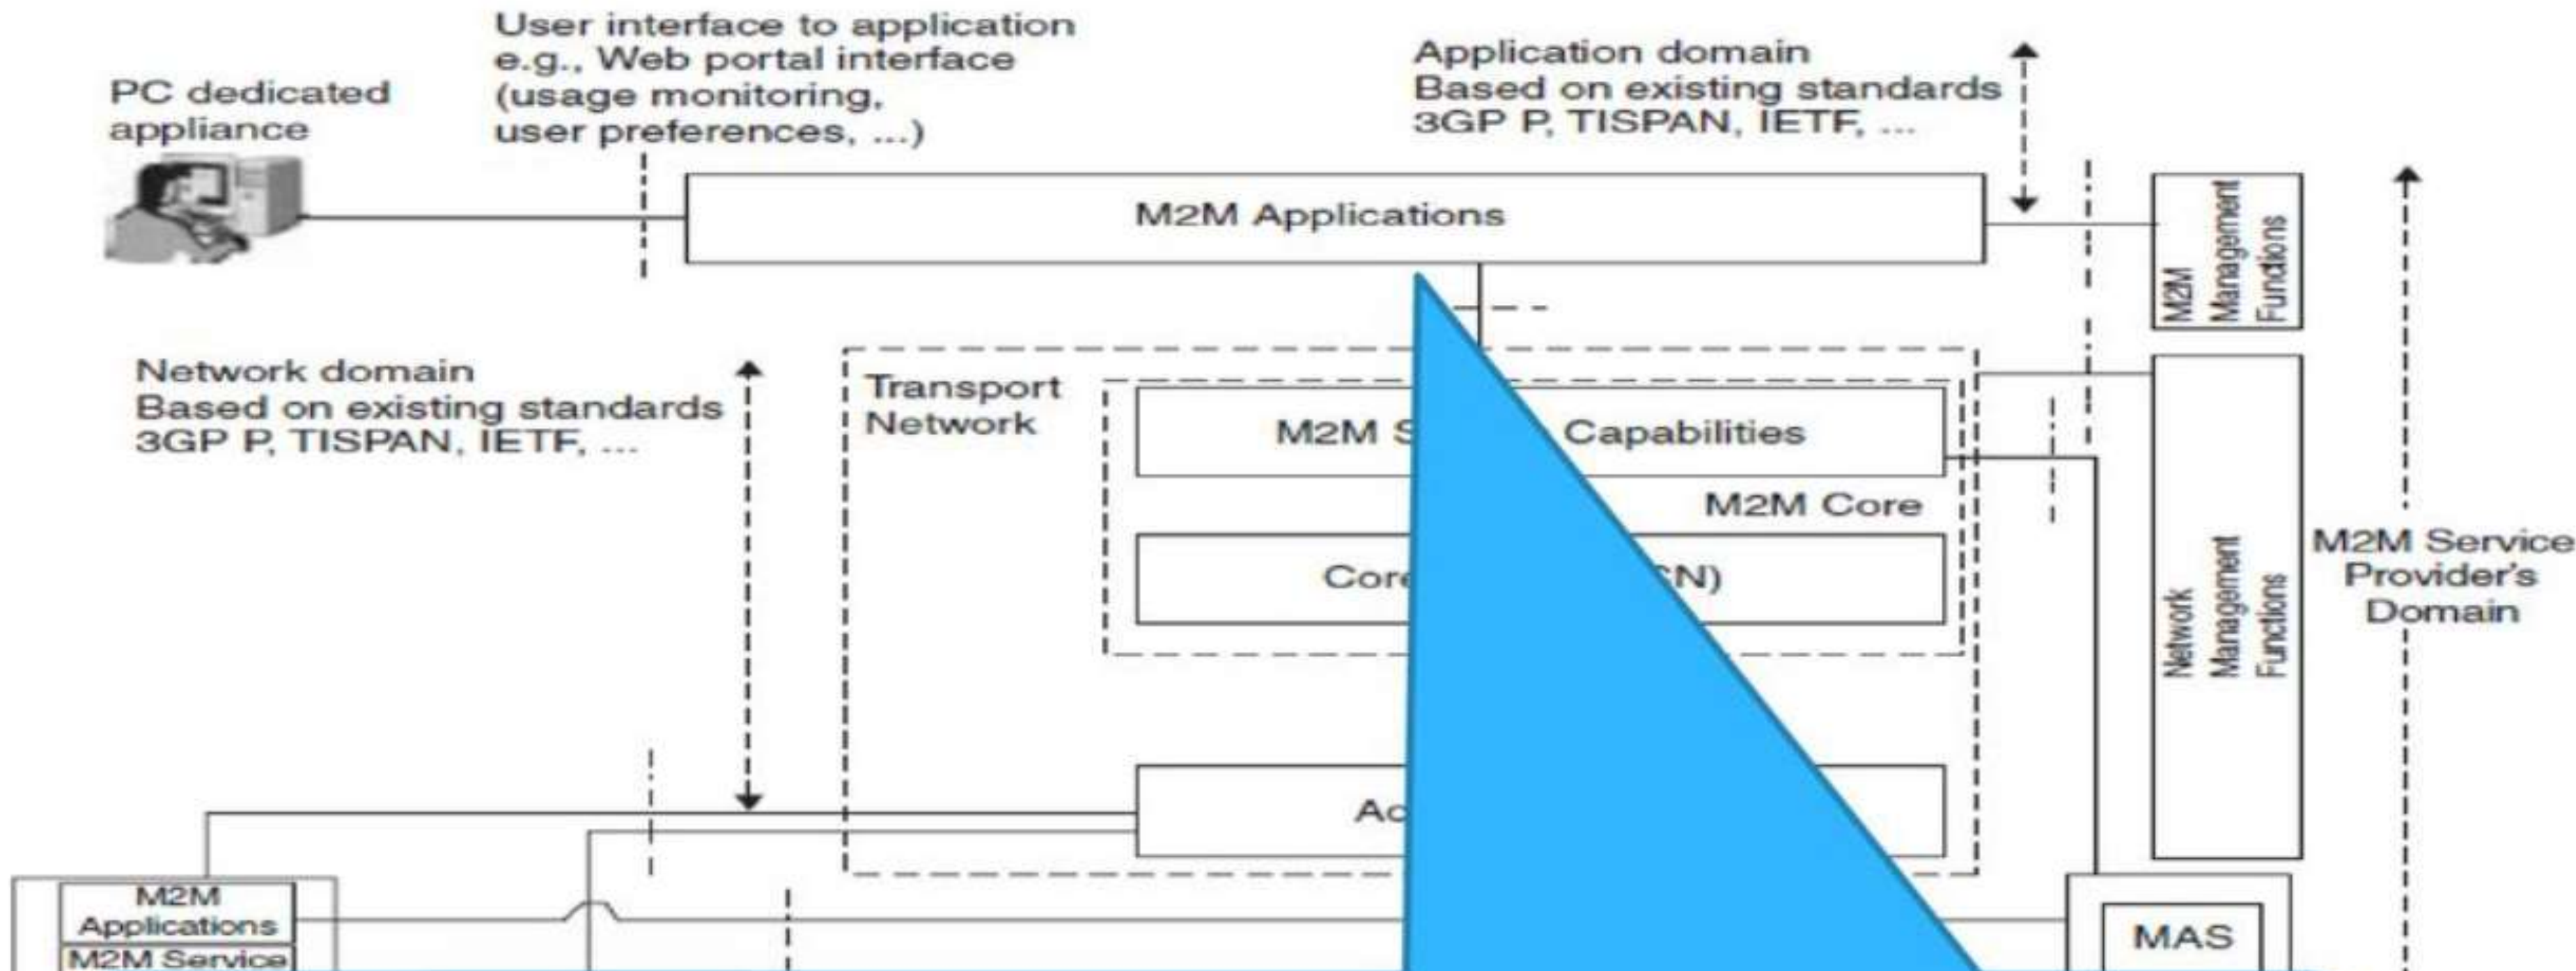 User interface to application
e.g., Web portal interface
(usage monitoring,
user preferences, ...)
PC dedicated
appliance
Application domain
Based on existing standards
3GP P, TISPAN, IETF, ...
M2M Applications
M2M
Management
Functions
Network domain
Based on existing standards
3GP P, TISPAN, IETF, ...
Transport
Network
M2M S
Capabilities
M2M Core
Core
N)
Network
Management
Functions
M2M Service
Provider's
Domain
Ac
M2M
Applications
M2M Service
MAS